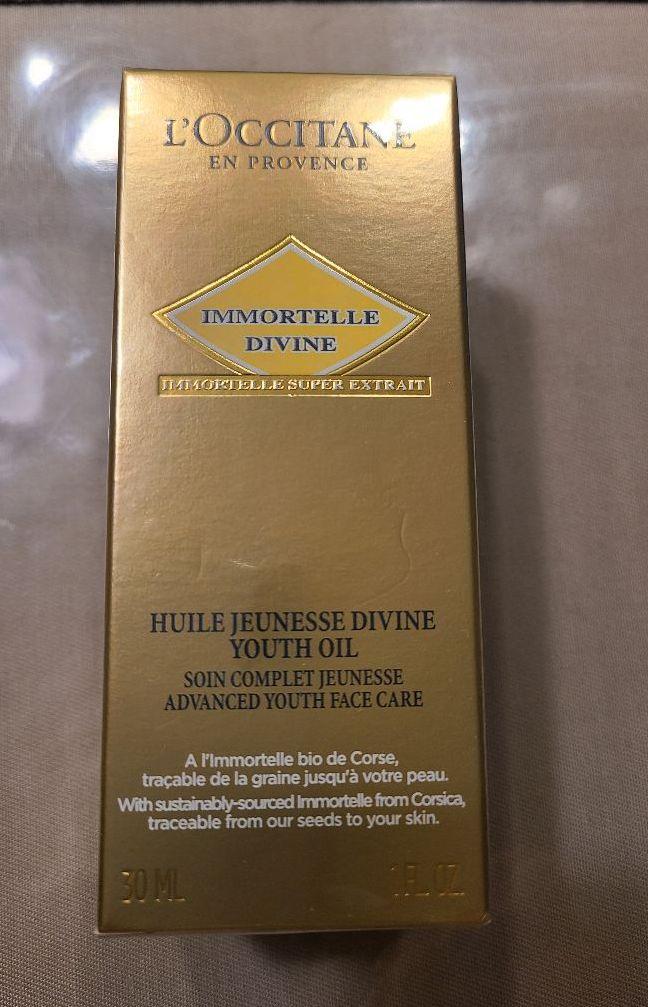 L'OCCITANE
EN PROVENCE
IMMORTELLE
DIVINE
IMMORTELLE SUPER EXTRAIT
HUILE JEUNESSE DIVINE
YOUTH OIL
SOIN COMPLET JEUNESSE
ADVANCED YOUTH FACE CARE
A l'Immortelle bio de Corse,
traçable de la graine jusqu'à votre peau.
With sustainably-sourced Immortelle from Corsica,
traceable from our seeds to your skin.
30 ML 1 FL. OZ.